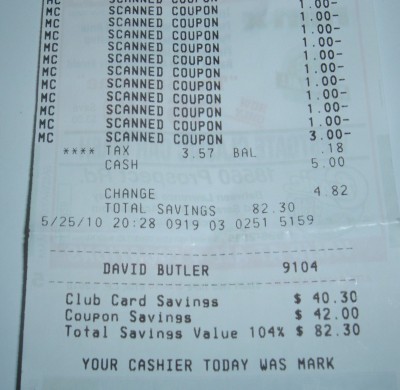 MC SCANNED COUPON 1.00-
MC SCANNED COUPON 1.00-
MC SCANNED COUPON 1.00-
MC SCANNED COUPON 1.00-
MC SCANNED COUPON 1.00-
MC SCANNED COUPON 1.00-
MC SCANNED COUPON 1.00-
MC SCANNED COUPON 1.00-
MC SCANNED COUPON 1.00-
MC SCANNED COUPON 1.00-
MC SCANNED COUPON 3.00-
**** TAX 3.57 BAL .18
CASH 5.00
CHANGE 4.82
TOTAL SAVINGS 82.30
5/25/10 20:28 0919 03 0251 5159
DAVID BUTLER 9104
Club Card Savings $ 40.30
Coupon Savings $ 42.00
Total Savings Value 104% $ 82.30
YOUR CASHIER TODAY WAS MARK